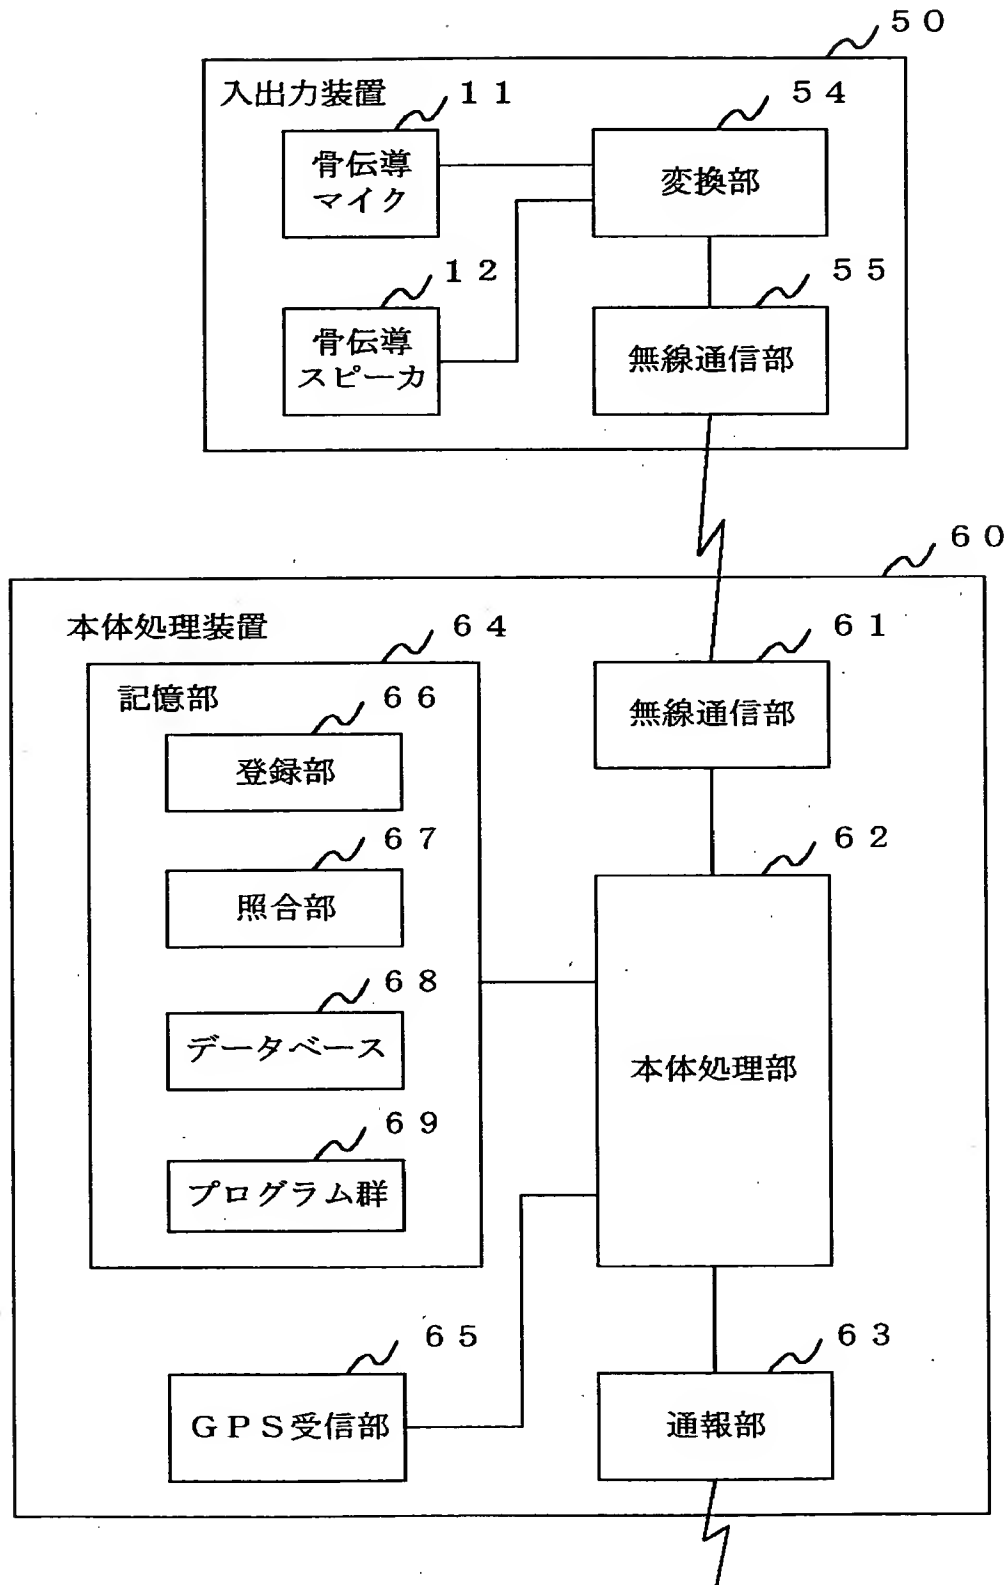 ５０
入出力装置
１１
５４
骨伝導
マイク
変換部
１２
５５
骨伝導
スピーカ
無線通信部
６０
本体処理装置
６４
６１
記憶部
６６
無線通信部
登録部
６７
６２
照合部
６８
データベース
本体処理部
６９
プログラム群
６５
６３
ＧＰＳ受信部
通報部